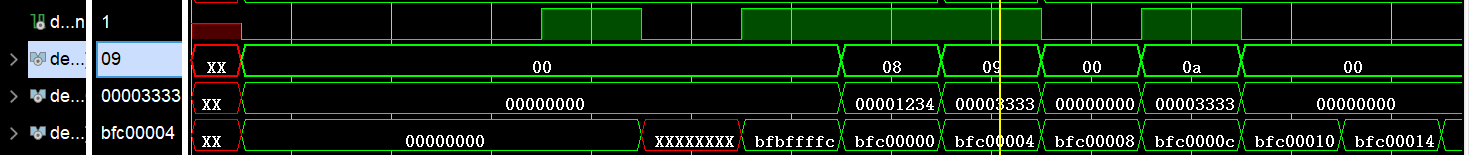 d...n 1
de... 09 XX 00 08 09 00 0a 00
de... 00003333 XX 00000000 00001234 00003333 00000000 00003333 00000000
de... bfc00004 XX 00000000 XXXXXXXX bfbffffc bfc00000 bfc00004 bfc00008 bfc0000c bfc00010 bfc00014